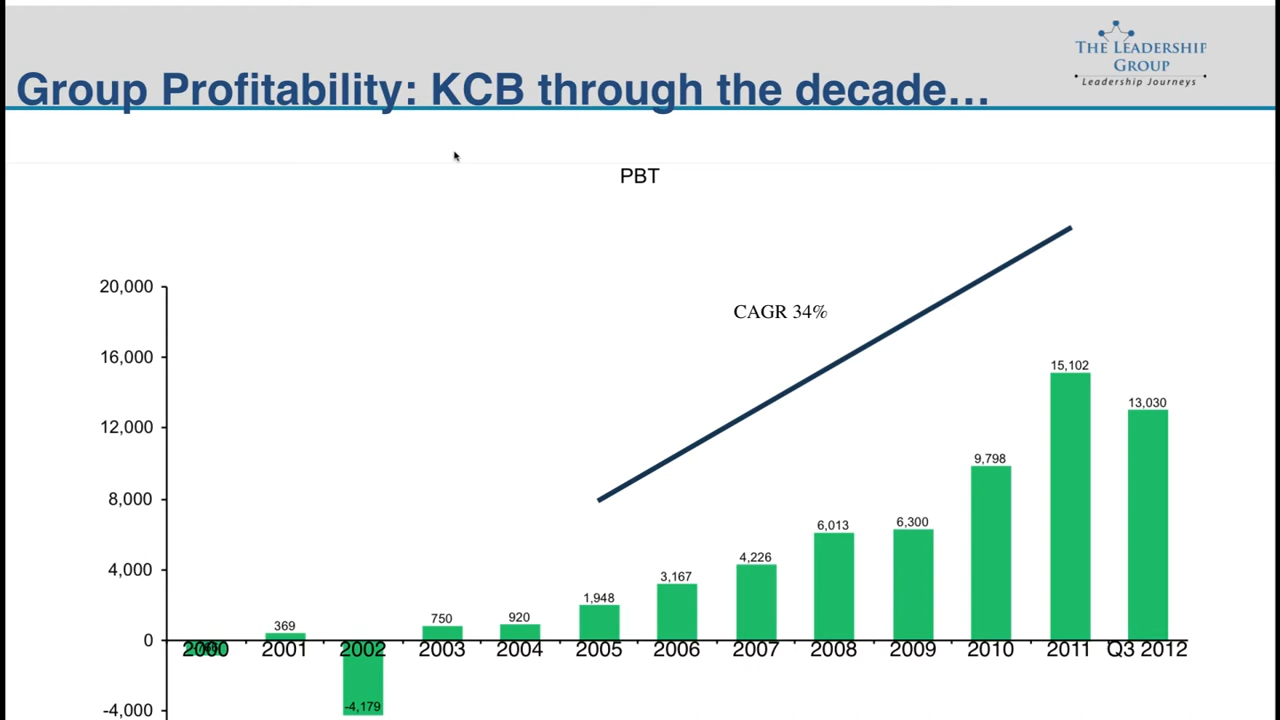 THE LEADERSHIP
GROUP
Leadership Journeys
Group Profitability: KCB through the decade...
PBT
20,000
CAGR 34%
16,000
15,102
13,030
12,000
9,798
8,000
6,013
6,300
4,226
4,000
3,167
1,948
369
750
920
0
2000 2001 2002 2003 2004 2005 2006 2007 2008 2009 2010 2011 Q3 2012
-4,179
-4,000